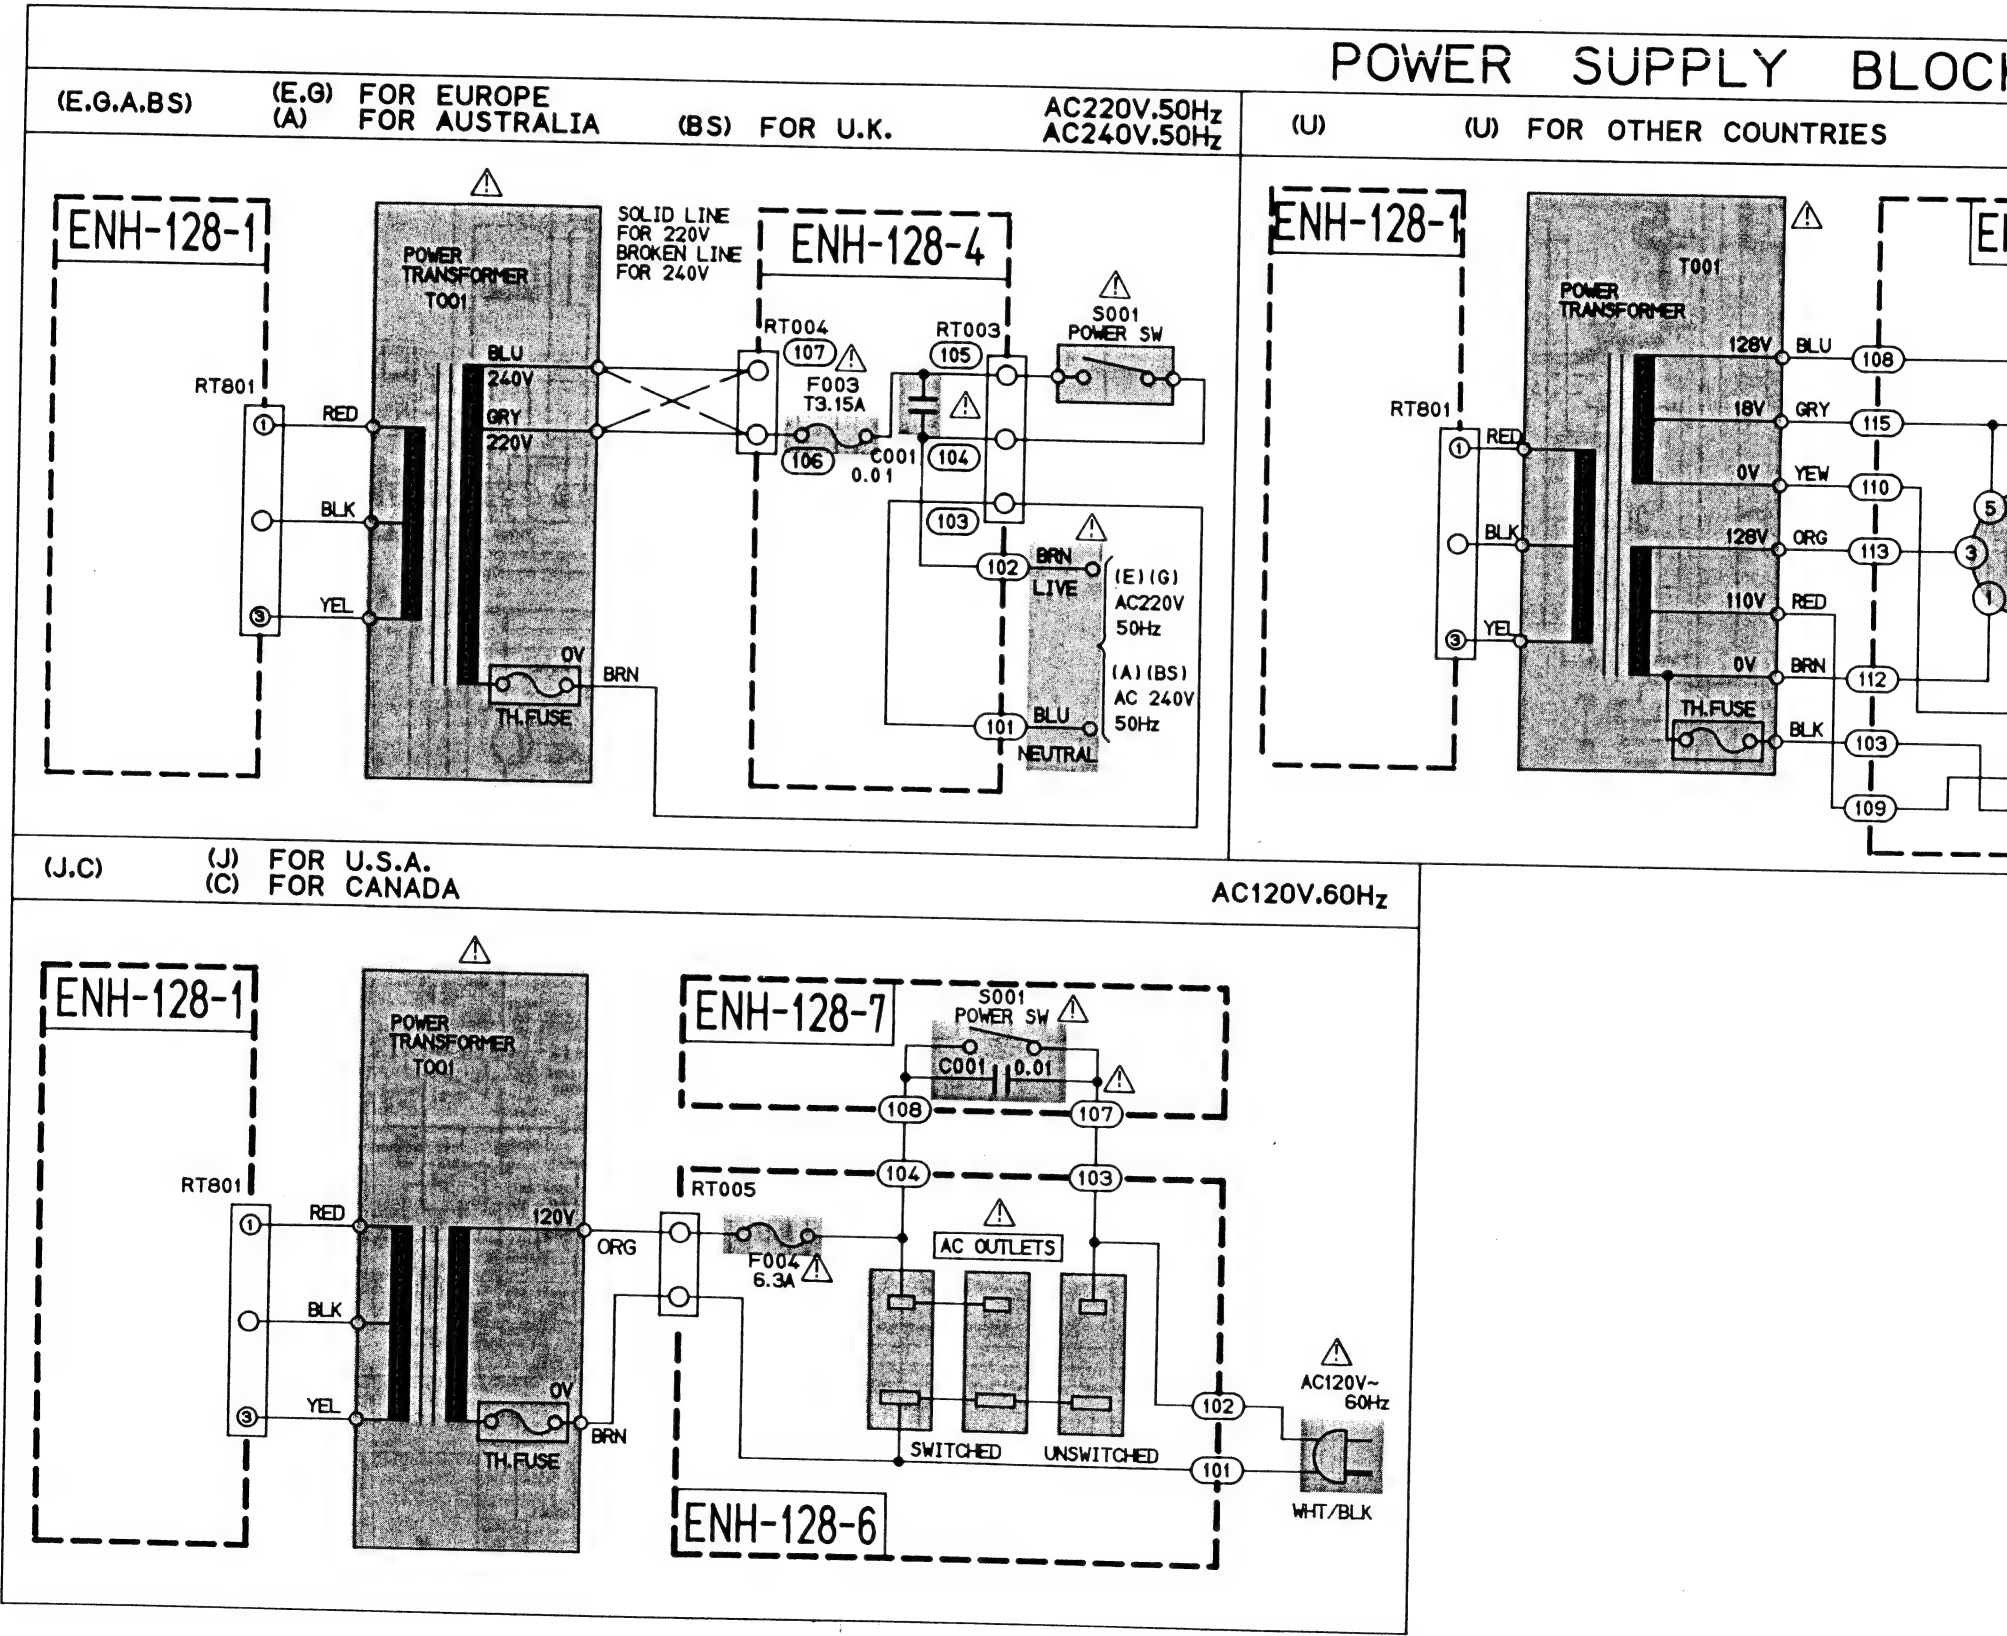 POWER SUPPLY BLOC
(E.G.A.BS)
(E.G) FOR EUROPE
(A) FOR AUSTRALIA
(BS) FOR U.K.
AC220V.50Hz
AC240V.50Hz
(U)
(U) FOR OTHER COUNTRIES
ENH-128-1
POWER
TRANSFORMER
T001
SOLID LINE
FOR 220V
BROKEN LINE
FOR 240V
ENH-128-4
S001
POWER SW
RT004
107
RT003
105
F003
T3.15A
BLU
240V
GRY
220V
RT801
1
RED
106
C001
0.01
104
BLK
103
102
BRN
LIVE
(E)(G)
AC220V
50Hz
3
YEL
0V
BRN
TH.FUSE
(A)(BS)
AC 240V
50Hz
101
BLU
NEUTRAL
ENH-128-1
T001
POWER
TRANSFORMER
128V
BLU
108
RT801
18V
GRY
115
1
RED
0V
YEW
110
5
BLK
128V
ORG
113
3
110V
RED
1
3
YEL
0V
BRN
112
TH.FUSE
BLK
103
109
(J.C)
(J) FOR U.S.A.
(C) FOR CANADA
AC120V.60Hz
ENH-128-1
POWER
TRANSFORMER
T001
ENH-128-7
S001
POWER SW
C001
0.01
108
107
104
103
RT801
RT005
1
RED
120V
ORG
F004
6.3A
AC OUTLETS
BLK
3
YEL
0V
BRN
TH.FUSE
SWITCHED
UNSWITCHED
102
101
AC120V~
60Hz
WHT/BLK
ENH-128-6